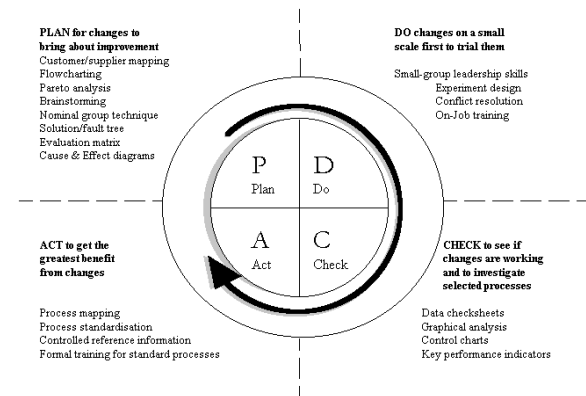 PLAN for changes to
bring about improvement
Customer/supplier mapping
Flowcharting
Pareto analysis
Brainstorming
Nominal group technique
Solution/fault tree
Evaluation matrix
Cause & Effect diagrams
DO changes on a small
scale first to trial them
Small-group leadership skills
Experiment design
Conflict resolution
On-Job training
P
Plan
D
Do
A
Act
C
Check
ACT to get the
greatest benefit
from changes
Process mapping
Process standardisation
Controlled reference information
Formal training for standard processes
CHECK to see if
changes are working
and to investigate
selected processes
Data checksheets
Graphical analysis
Control charts
Key performance indicators